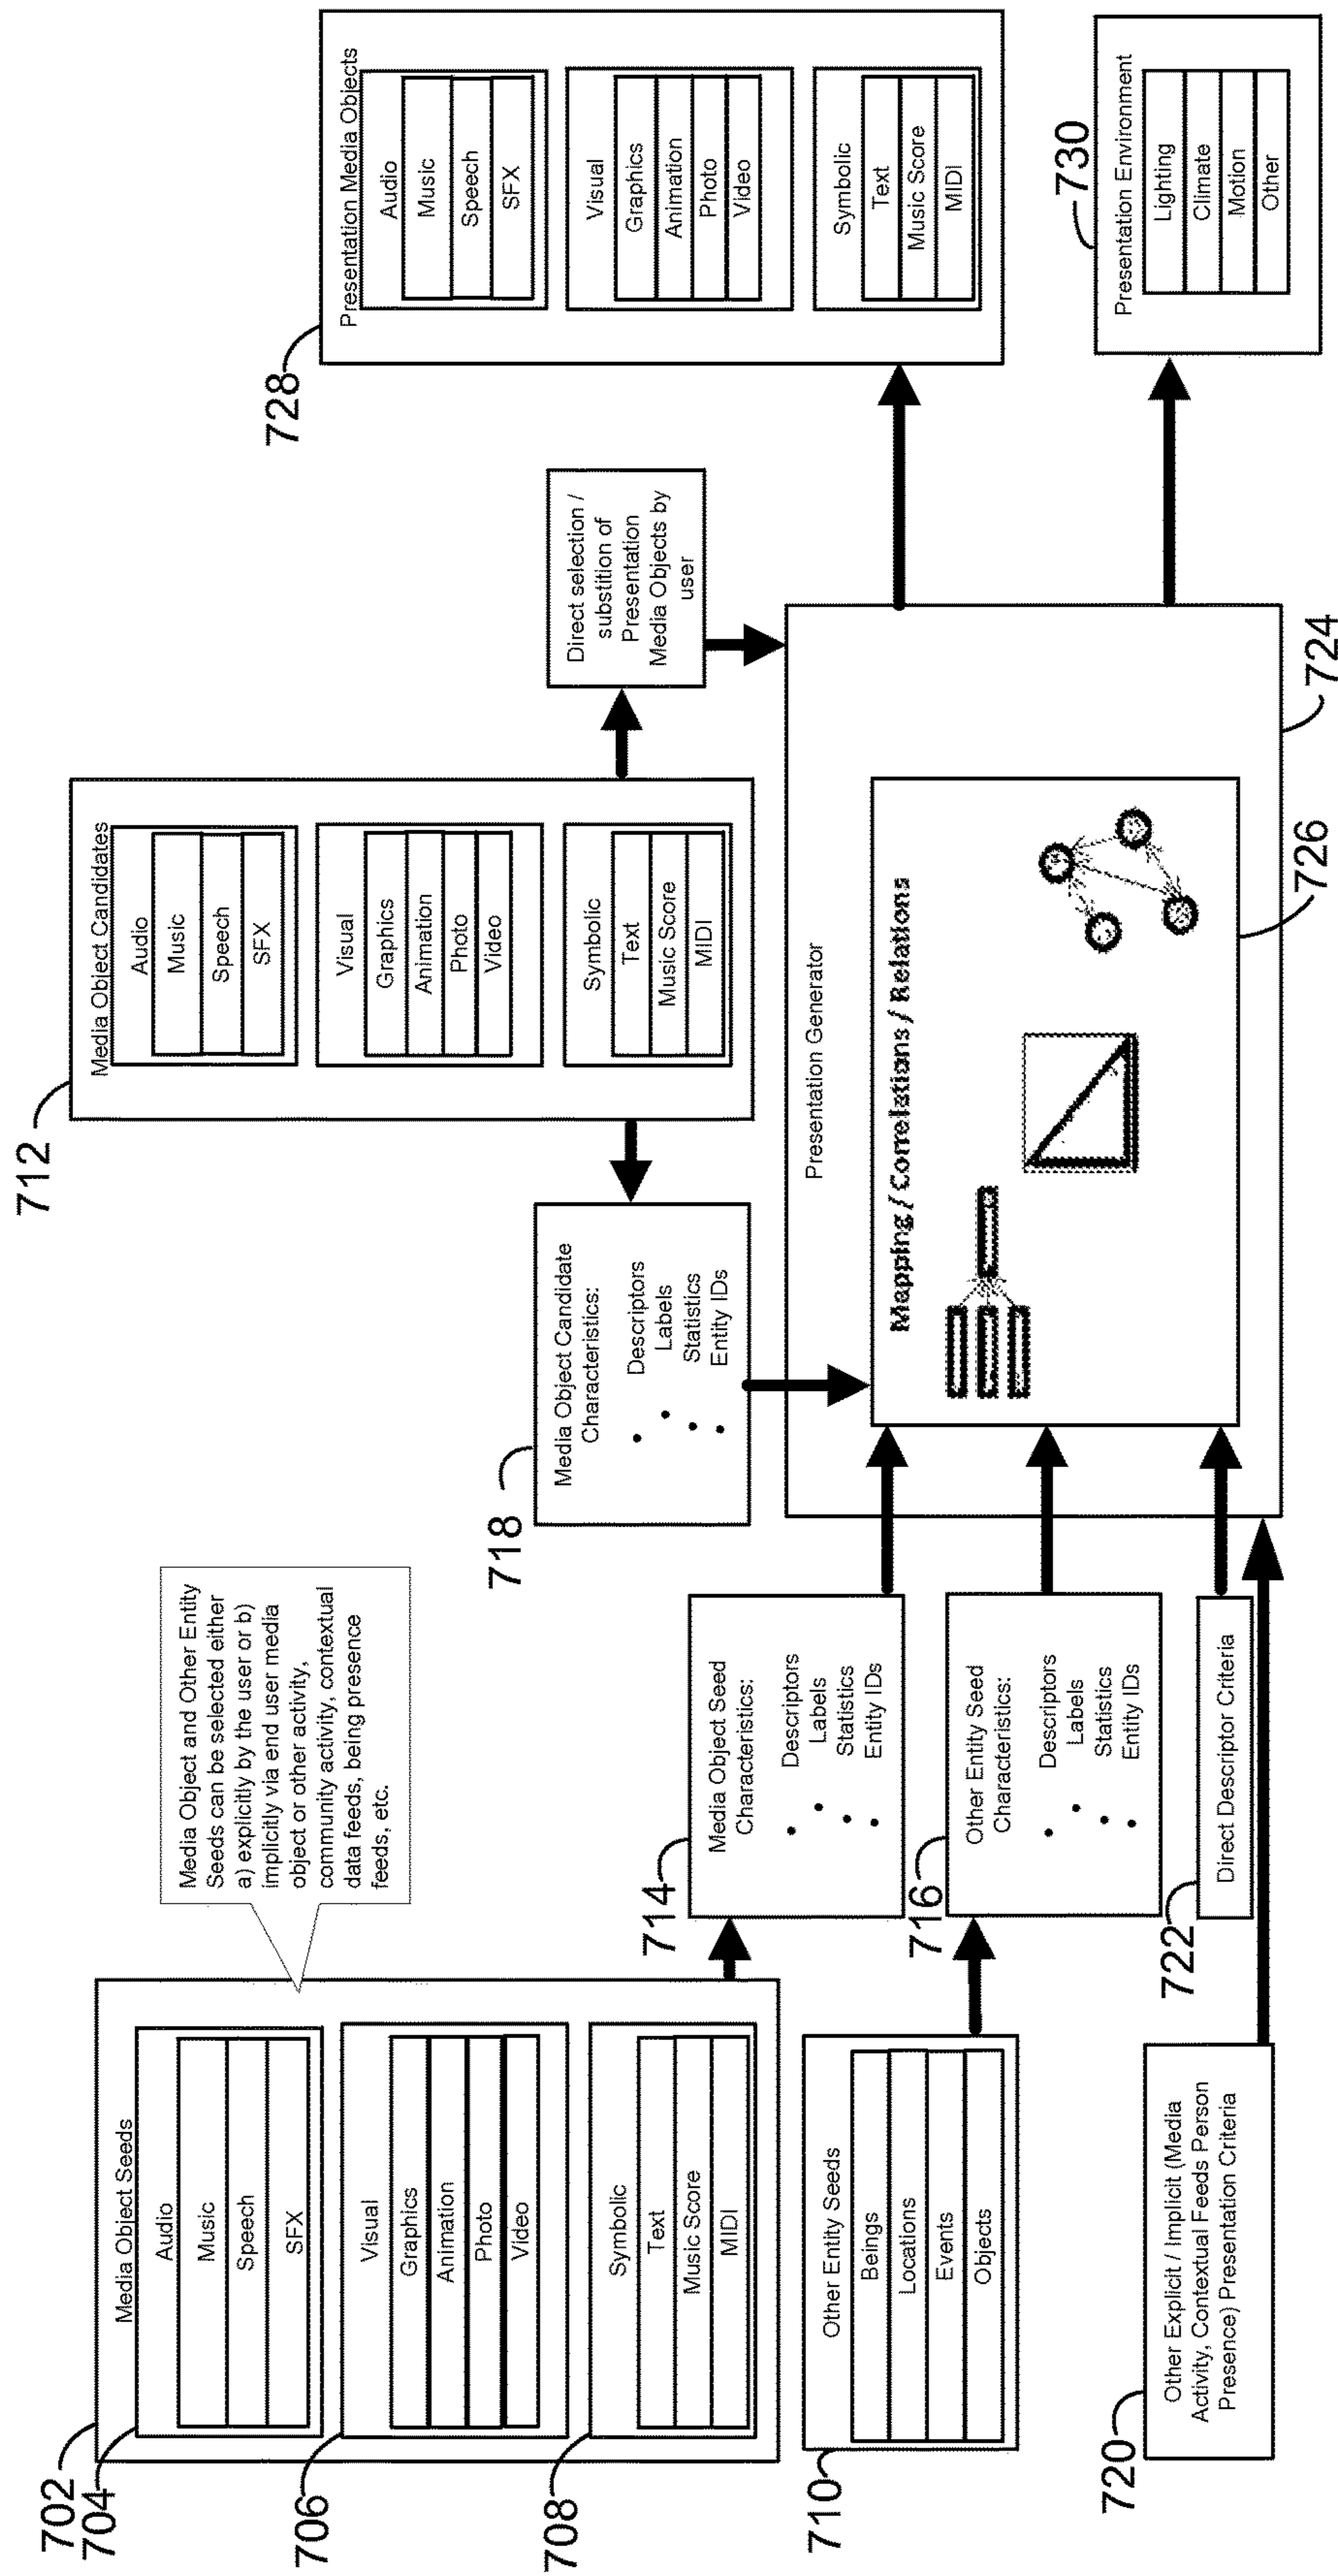 702
704
Media Object Seeds
Audio
Music
Speech
SFX
706
Visual
Graphics
Animation
Photo
Video
708
Symbolic
Text
Music Score
MIDI
Media Object and Other Entity
Seeds can be selected either
a) explicitly by the user or b)
implicitly via end user media
object or other activity,
community activity, contextual
data feeds, being presence
feeds, etc.
710
Other Entity Seeds
Beings
Locations
Events
Objects
720
Other Explicit / Implicit (Media
Activity, Contextual Feeds Person
Presence) Presentation Criteria
714
Media Object Seed
Characteristics:
• Descriptors
• Labels
• Statistics
• Entity IDs
716
Other Entity Seed
Characteristics:
• Descriptors
• Labels
• Statistics
• Entity IDs
722
Direct Descriptor Criteria
718
Media Object Candidate
Characteristics:
• Descriptors
• Labels
• Statistics
• Entity IDs
712
Media Object Candidates
Audio
Music
Speech
SFX
Visual
Graphics
Animation
Photo
Video
Symbolic
Text
Music Score
MIDI
Direct selection /
substition of
Presentation
Media Objects by
user
Presentation Generator
Mapping / Correlations / Relations
726
724
728
Presentation Media Objects
Audio
Music
Speech
SFX
Visual
Graphics
Animation
Photo
Video
Symbolic
Text
Music Score
MIDI
730
Presentation Environment
Lighting
Climate
Motion
Other